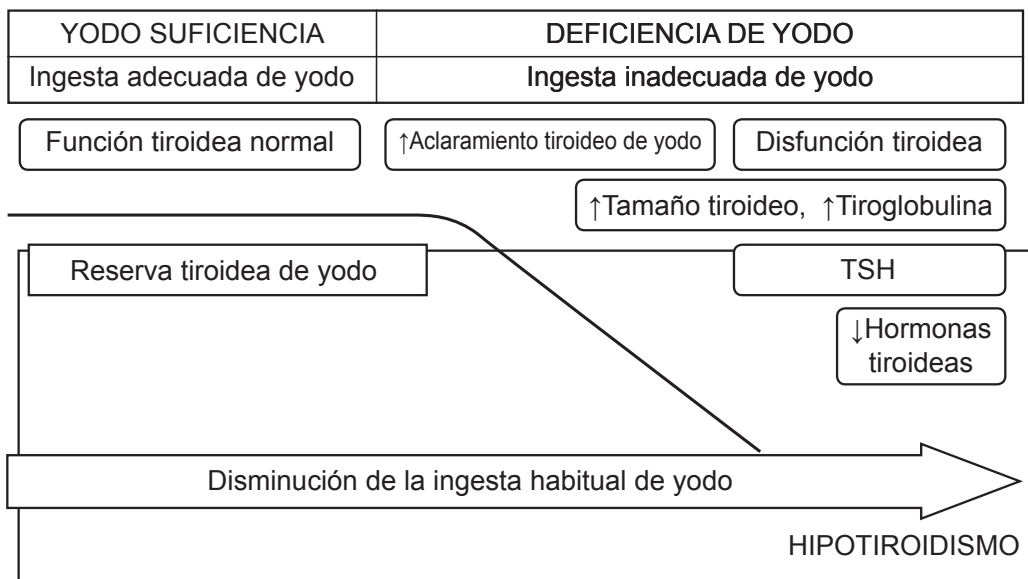 YODO SUFICIENCIA
DEFICIENCIA DE YODO
Ingesta adecuada de yodo
Ingesta inadecuada de yodo
Función tiroidea normal
↑Aclaramiento tiroideo de yodo
Disfunción tiroidea
↑Tamaño tiroideo, ↑Tiroglobulina
Reserva tiroidea de yodo
TSH
↓Hormonas
tiroideas
Disminución de la ingesta habitual de yodo
HIPOTIROIDISMO